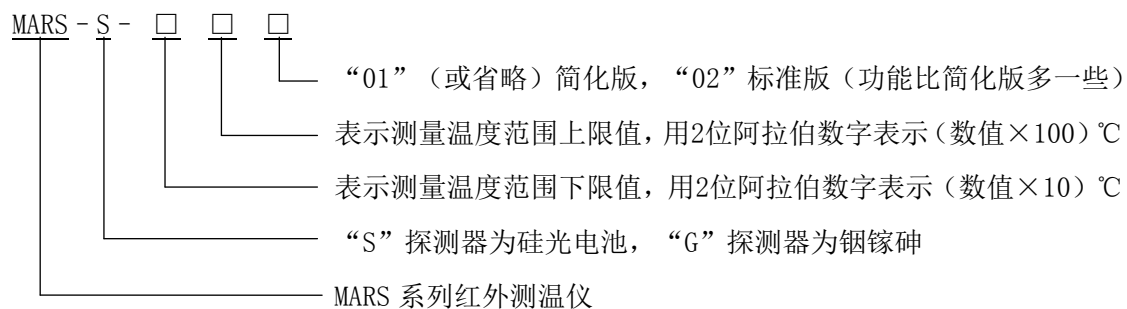 MARS-S-□ □ □
“01”（或省略）简化版，“02”标准版（功能比简化版多一些）
表示测量温度范围上限值，用2位阿拉伯数字表示（数值×100）℃
表示测量温度范围下限值，用2位阿拉伯数字表示（数值×10）℃
“S”探测器为硅光电池，“G”探测器为铟镓砷
MARS 系列红外测温仪